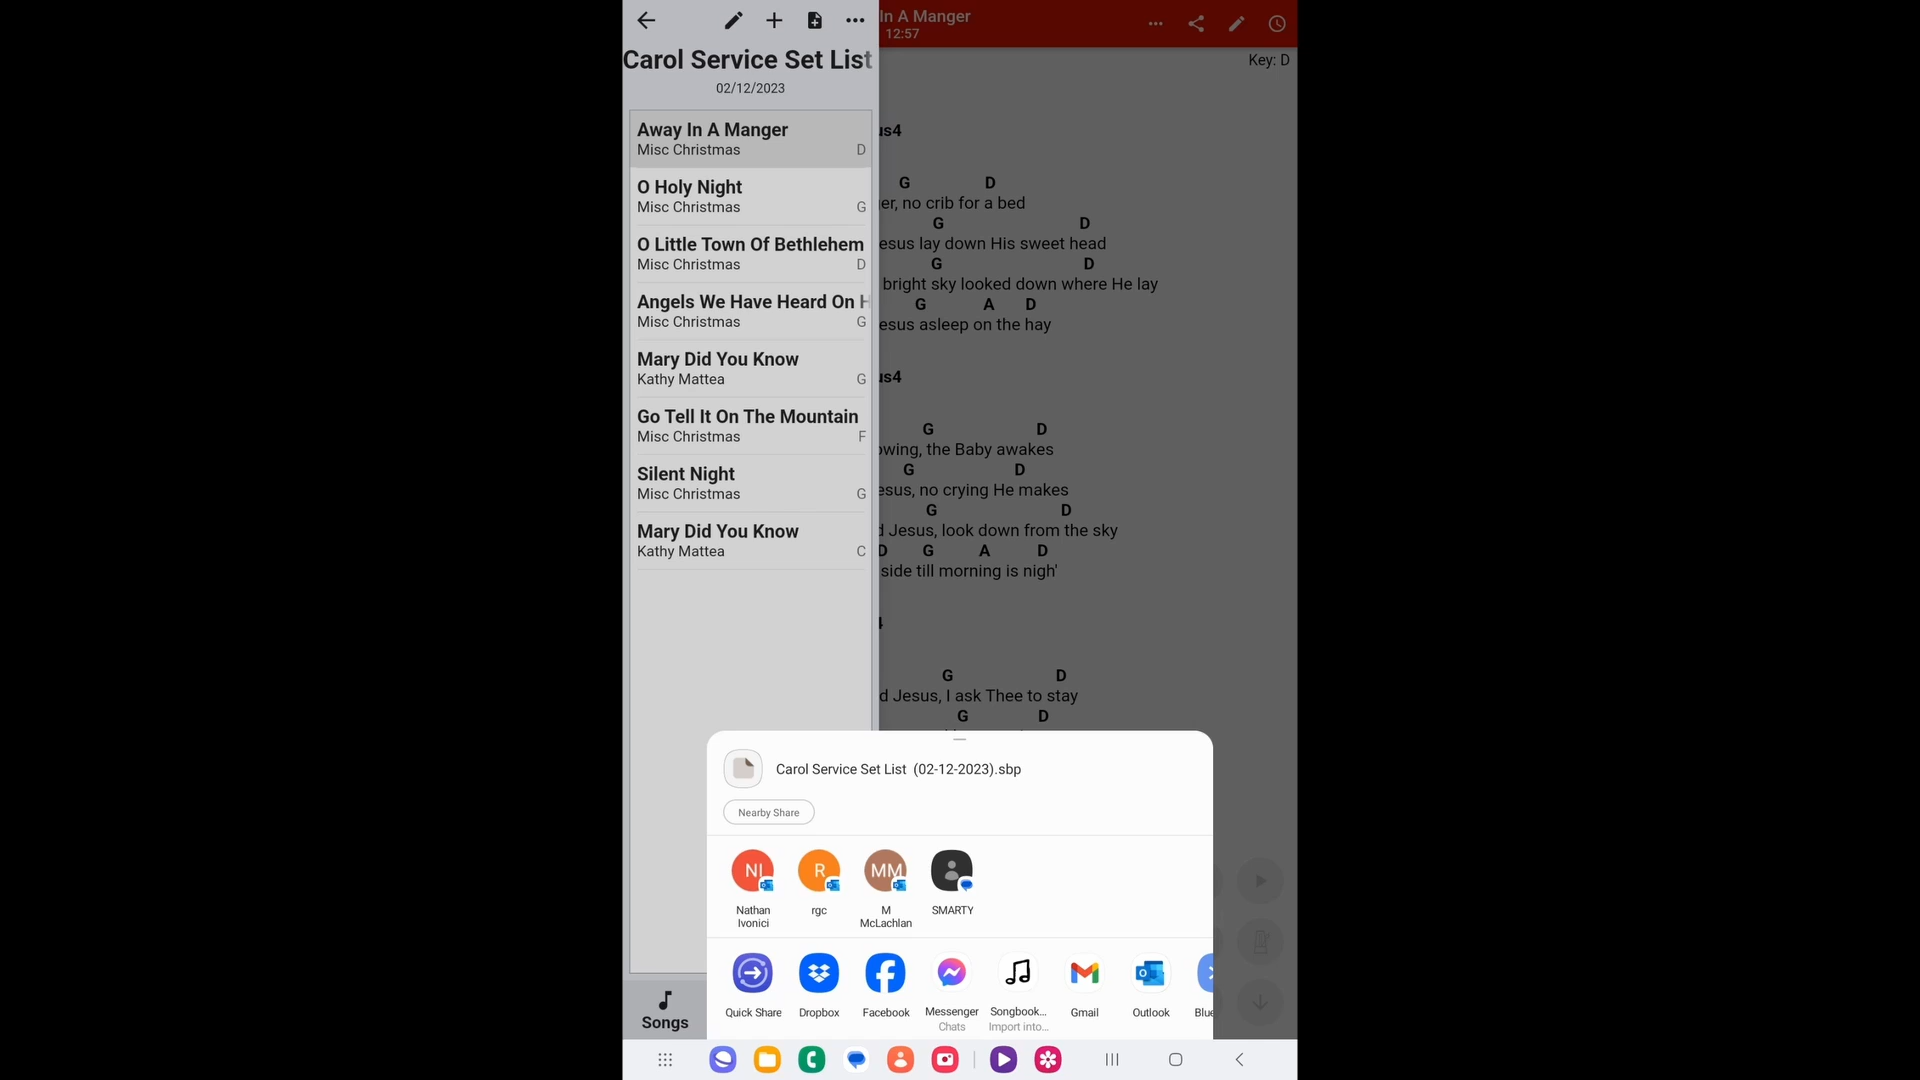 In A Manger
12:57
Carol Service Set List
02/12/2023
Key: D
Away In A Manger
Misc Christmas D
O Holy Night
Misc Christmas G
O Little Town Of Bethlehem
Misc Christmas D
Angels We Have Heard On H
Misc Christmas G
Mary Did You Know
Kathy Mattea G
Go Tell It On The Mountain
Misc Christmas F
Silent Night
Misc Christmas G
Mary Did You Know
Kathy Mattea C
us4
G D
er, no crib for a bed
G D
esus lay down His sweet head
G D
bright sky looked down where He lay
G A D
esus asleep on the hay
us4
G D
owing, the Baby awakes
G D
esus, no crying He makes
G D
d Jesus, look down from the sky
D G A D
side till morning is nigh'
4
G D
d Jesus, I ask Thee to stay
G D
Carol Service Set List (02-12-2023).sbp
Nearby Share
NI R MM
Nathan Ivonici
rgc
M McLachlan
SMARTY
Quick Share
Dropbox
Facebook
Messenger
Chats
Songbook...
Import into...
Gmail
Outlook
Blue
Songs